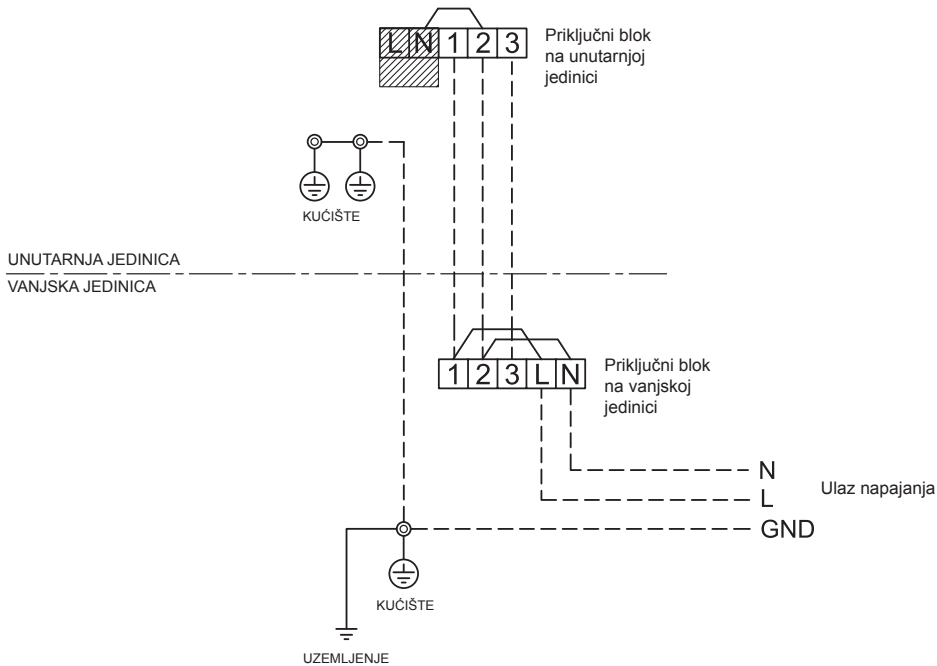 L N 1 2 3
Priključni blok
na unutarnjoj
jedinici
KUĆIŠTE
UNUTARNJA JEDINICA
VANJSKA JEDINICA
1 2 3 L N
Priključni blok
na vanjskoj
jedinici
N
L
GND
Ulaz napajanja
KUĆIŠTE
UZEMLJENJE